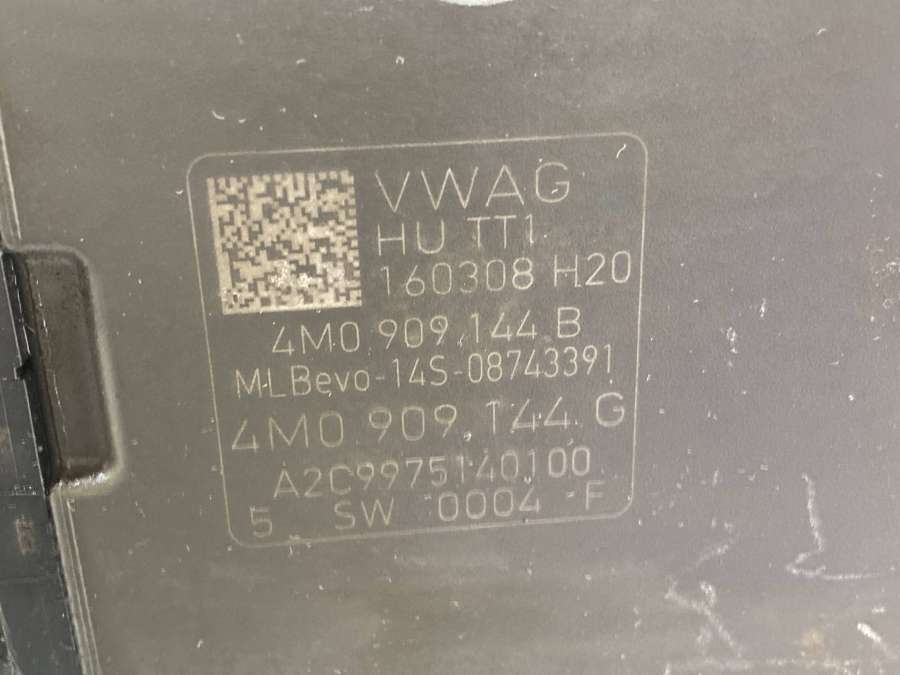 VWAG
HU TT1
160308 H20
4M0 909.144.B
MLBevo-14S-08743391
4M0 909.144.G
A2C9975140100
5 SW 0004 F